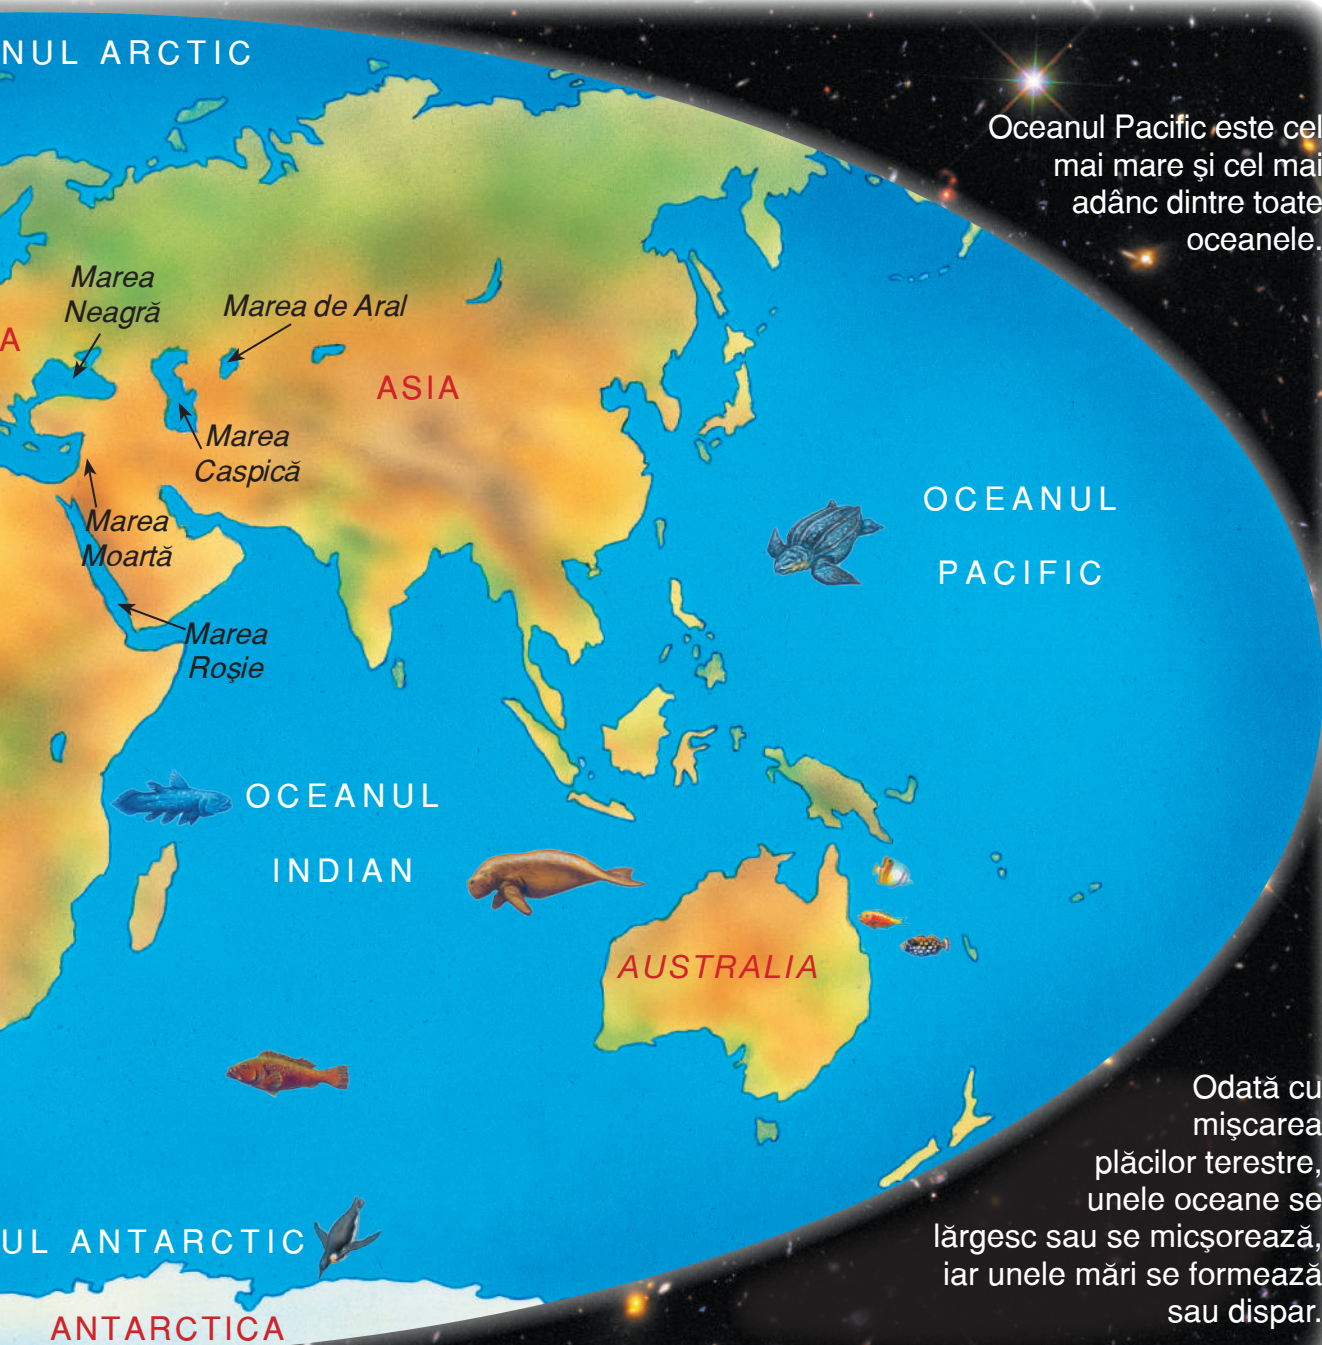 NUL ARCTIC
Oceanul Pacific este cel
mai mare şi cel mai
adânc dintre toate
oceanele.
Marea
Neagră
Marea de Aral
A
ASIA
Marea
Caspică
Marea
Moartă
Marea
Roşie
OCEANUL
PACIFIC
OCEANUL
INDIAN
AUSTRALIA
Odată cu
mişcarea
plăcilor terestre,
unele oceane se
lărgesc sau se micşorează,
iar unele mări se formează
sau dispar.
UL ANTARCTIC
ANTARCTICA